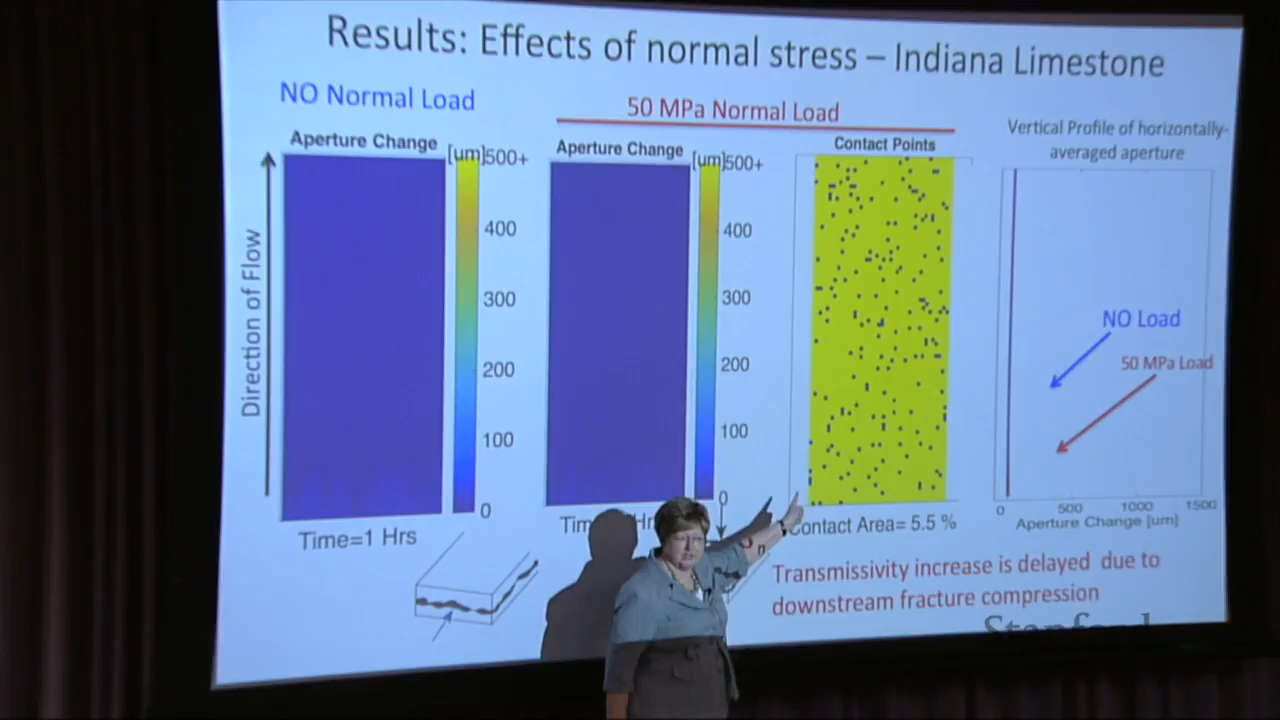 Results: Effects of normal stress – Indiana Limestone
NO Normal Load
50 MPa Normal Load
Vertical Profile of horizontally-
averaged aperture
Aperture Change
[um]
500+
400
300
200
100
0
Direction of Flow
Time=1 Hrs
Aperture Change
[um]
500+
400
300
200
100
0
Contact Points
Contact Area= 5.5 %
NO Load
50 MPa Load
0
500
1000
1500
Aperture Change [um]
Transmissivity increase is delayed due to
downstream fracture compression